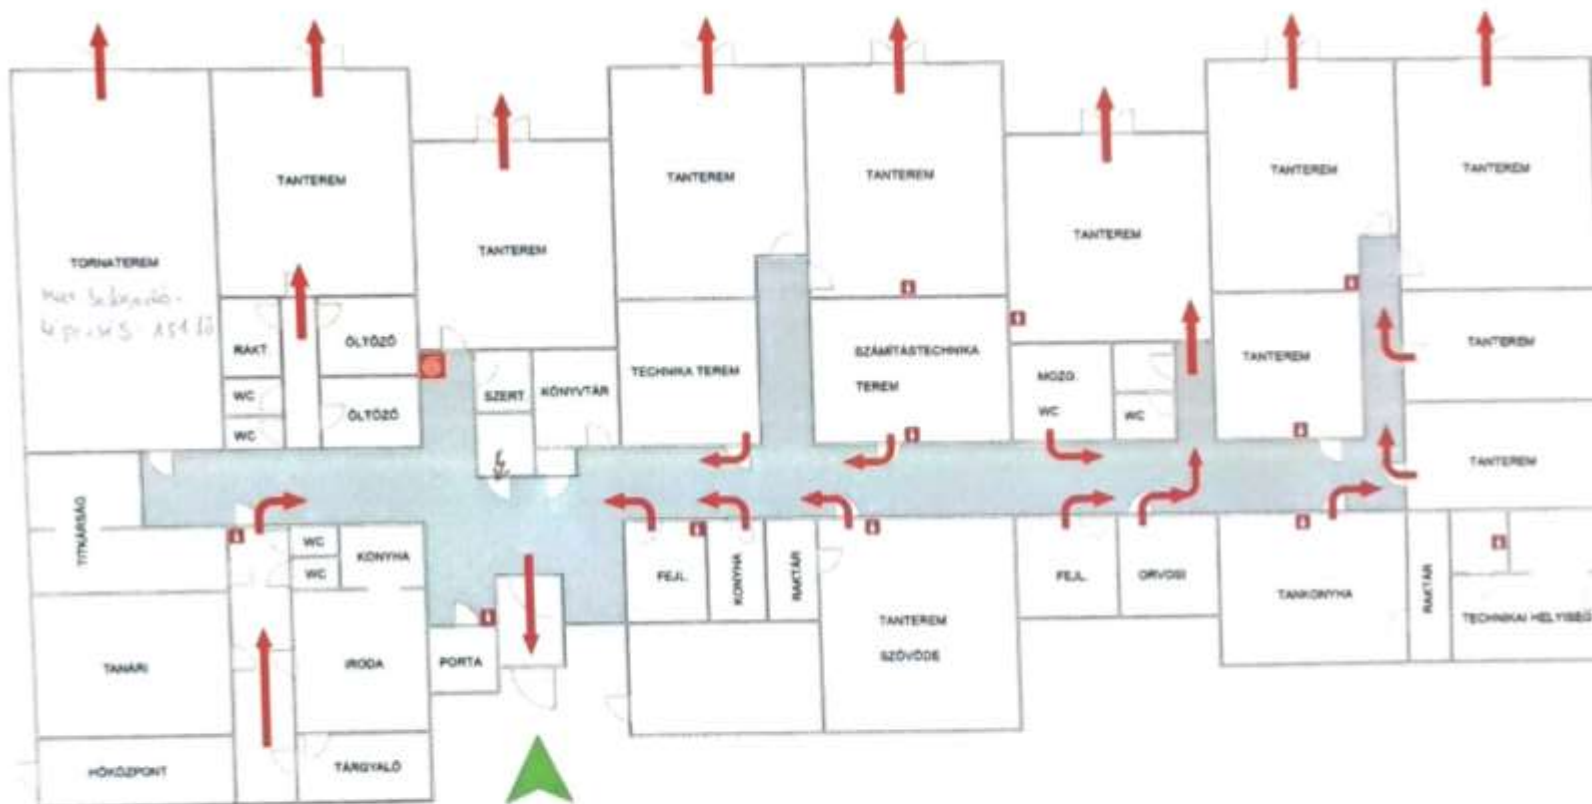 TANTEREM
TANTEREM
TANTEREM
TANTEREM
TANTEREM
TANTEREM
TANTEREM
TANTEREM
TORNATEREM
RAKT.
ÖLTÖZŐ
WC
WC
ÖLTÖZŐ
SZERT
KÖNYVTÁR
TECHNIKA TEREM
SZÁMÍTÁSTECHNIKA
TEREM
MOZG.
WC
WC
TANTEREM
TANTEREM
TANTEREM
TITKÁRSÁG
WC
WC
KONYHA
FEJL.
KONYHA
RAKTÁR
TANTEREM
SZÖVÖDE
FEJL.
ORVOSI
TANKONYHA
RAKTÁR
TECHNIKAI HELYISÉG
TANÁRI
IRODA
PORTA
HŐKÖZPONT
TÁRGYALÓ